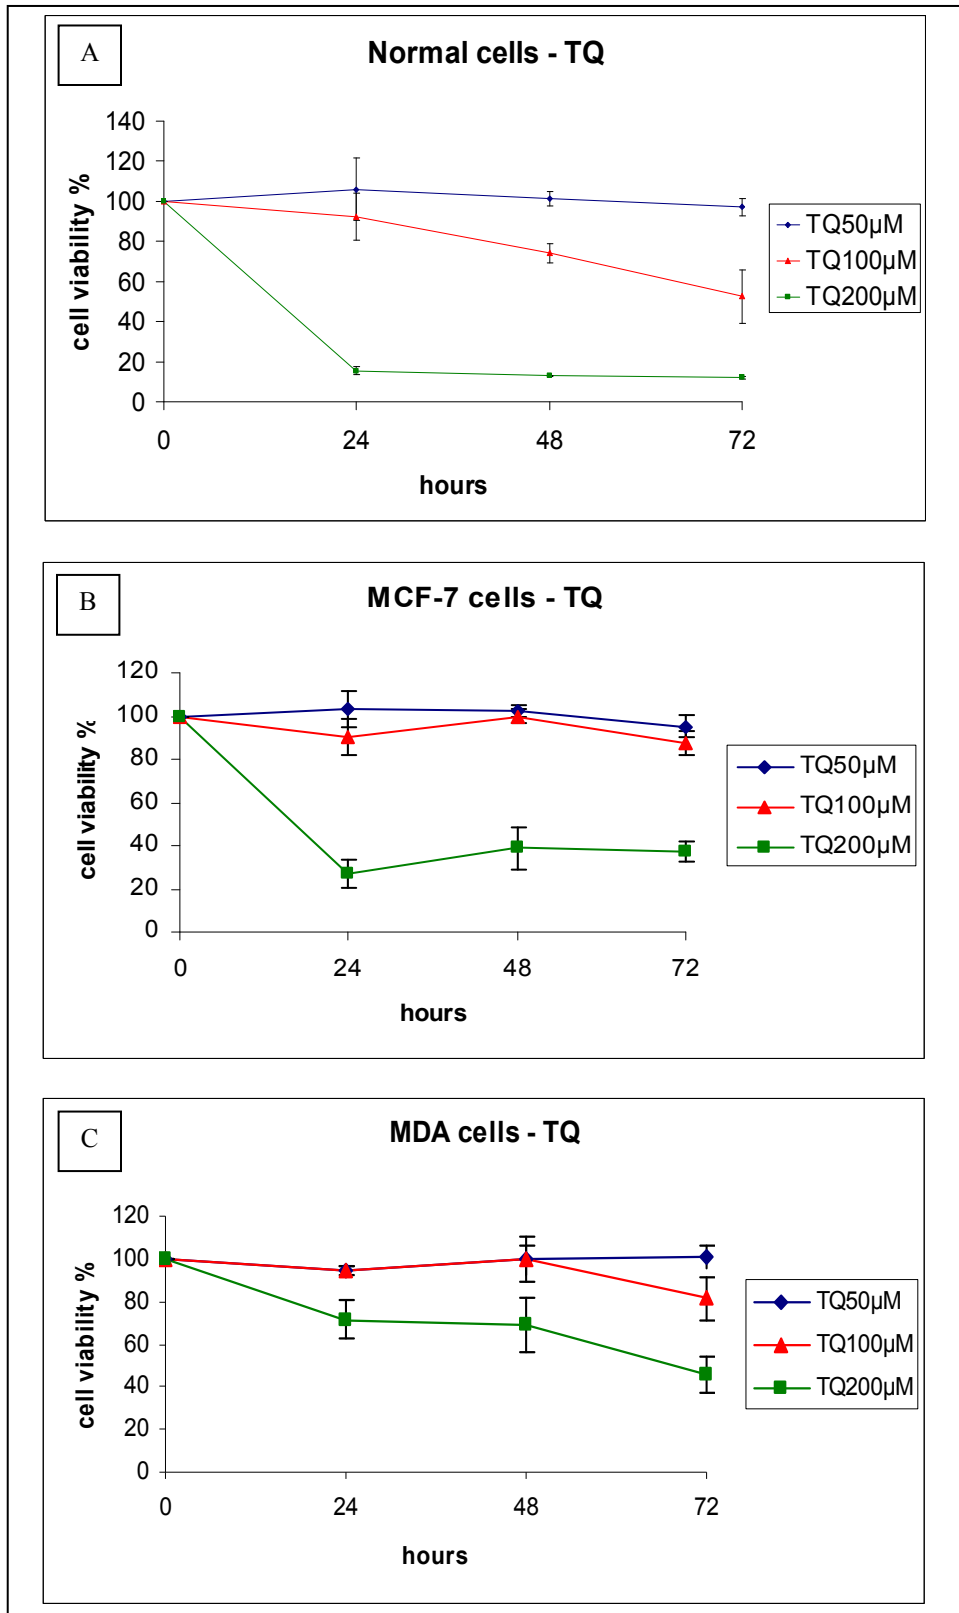 A
Normal cells - TQ
140
120
100
80
60
40
20
0
cell viability %
0 24 48 72
hours
TQ50µM
TQ100µM
TQ200µM
B
MCF-7 cells - TQ
120
100
80
60
40
20
0
cell viability %
0 24 48 72
hours
TQ50µM
TQ100µM
TQ200µM
C
MDA cells - TQ
120
100
80
60
40
20
0
cell viability %
0 24 48 72
hours
TQ50µM
TQ100µM
TQ200µM